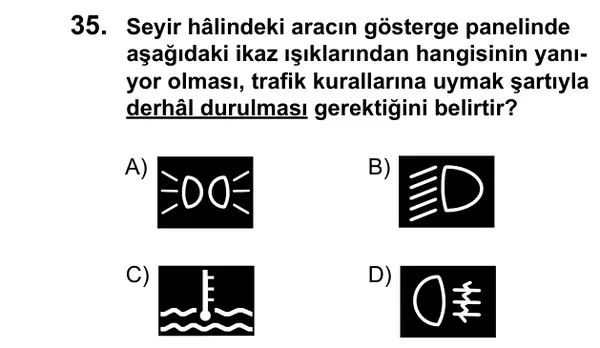 35. Seyir hâlindeki aracın gösterge panelinde
aşağıdaki ikaz ışıklarından hangisinin yanı-
yor olması, trafik kurallarına uymak şartıyla
derhâl durulması gerektiğini belirtir?
A) B)
C) D)